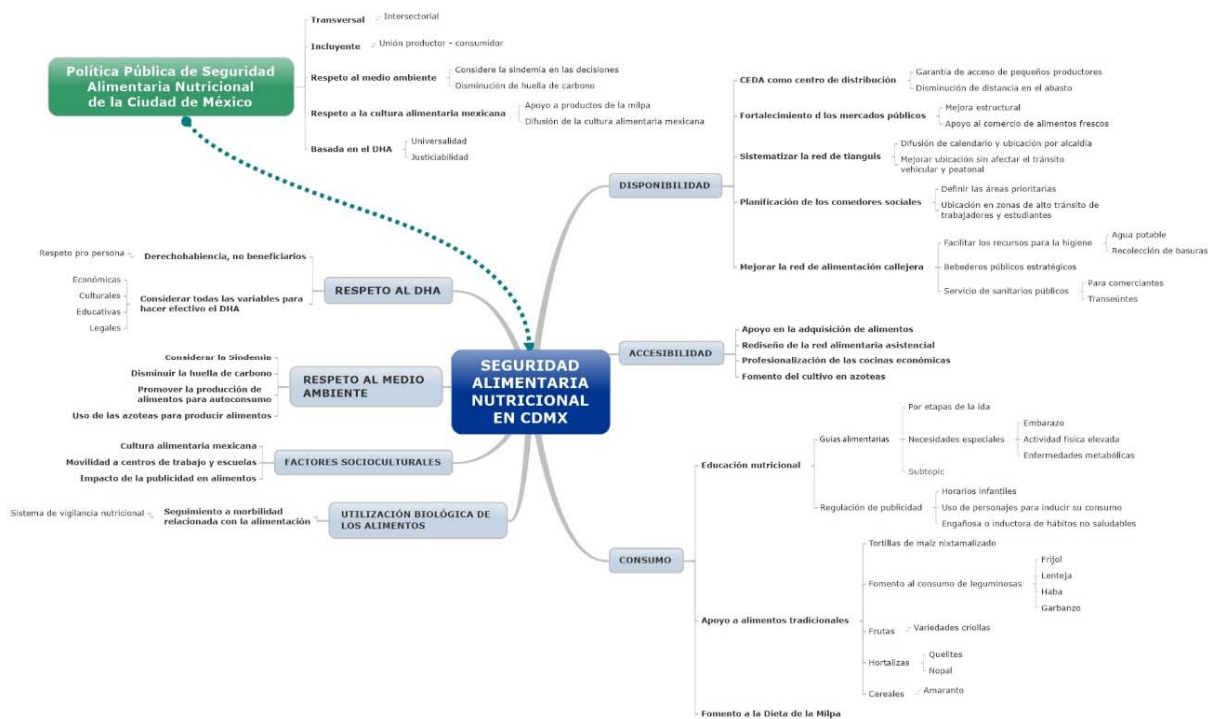 Política Pública de Seguridad
Alimentaria Nutricional
de la Ciudad de México
Transversal
Intersectorial
Incluyente
Unión productor - consumidor
Respeto al medio ambiente
Considere la sindemia en las decisiones
Disminución de huella de carbono
Respeto a la cultura alimentaria mexicana
Apoyo a productos de la milpa
Difusión de la cultura alimentaria mexicana
Basada en el DHA
Universalidad
Justiciabilidad
SEGURIDAD
ALIMENTARIA
NUTRICIONAL
EN CDMX
RESPETO AL DHA
Derechohabiencia, no beneficiarios
Respeto pro persona
Considerar todas las variables para
hacer efectivo el DHA
Económicas
Culturales
Educativas
Legales
RESPETO AL MEDIO
AMBIENTE
Considerar la Sindemia
Disminuir la huella de carbono
Promover la producción de
alimentos para autoconsumo
Uso de las azoteas para producir alimentos
FACTORES SOCIOCULTURALES
Cultura alimentaria mexicana
Movilidad a centros de trabajo y escuelas
Impacto de la publicidad en alimentos
UTILIZACIÓN BIOLÓGICA DE
LOS ALIMENTOS
Seguimiento a morbilidad
relacionada con la alimentación
Sistema de vigilancia nutricional
DISPONIBILIDAD
CEDA como centro de distribución
Garantía de acceso de pequeños productores
Disminución de distancia en el abasto
Fortalecimiento d los mercados públicos
Mejora estructural
Apoyo al comercio de alimentos frescos
Sistematizar la red de tianguis
Difusión de calendario y ubicación por alcaldía
Mejorar ubicación sin afectar el tránsito
vehicular y peatonal
Planificación de los comedores sociales
Definir las áreas prioritarias
Ubicación en zonas de alto tránsito de
trabajadores y estudiantes
Mejorar la red de alimentación callejera
Facilitar los recursos para la higiene
Agua potable
Recolección de basuras
Bebederos públicos estratégicos
Servicio de sanitarios públicos
Para comerciantes
Transeúntes
ACCESIBILIDAD
Apoyo en la adquisición de alimentos
Rediseño de la red alimentaria asistencial
Profesionalización de las cocinas económicas
Fomento del cultivo en azoteas
CONSUMO
Educación nutricional
Guías alimentarias
Por etapas de la ida
Necesidades especiales
Embarazo
Actividad física elevada
Enfermedades metabólicas
Subtopic
Regulación de publicidad
Horarios infantiles
Uso de personajes para inducir su consumo
Engañosa o inductora de hábitos no saludables
Apoyo a alimentos tradicionales
Tortillas de maíz nixtamalizado
Fomento al consumo de leguminosas
Frijol
Lenteja
Haba
Garbanzo
Frutas
Variedades criollas
Hortalizas
Quelites
Nopal
Cereales
Amaranto
Fomento a la Dieta de la Milpa